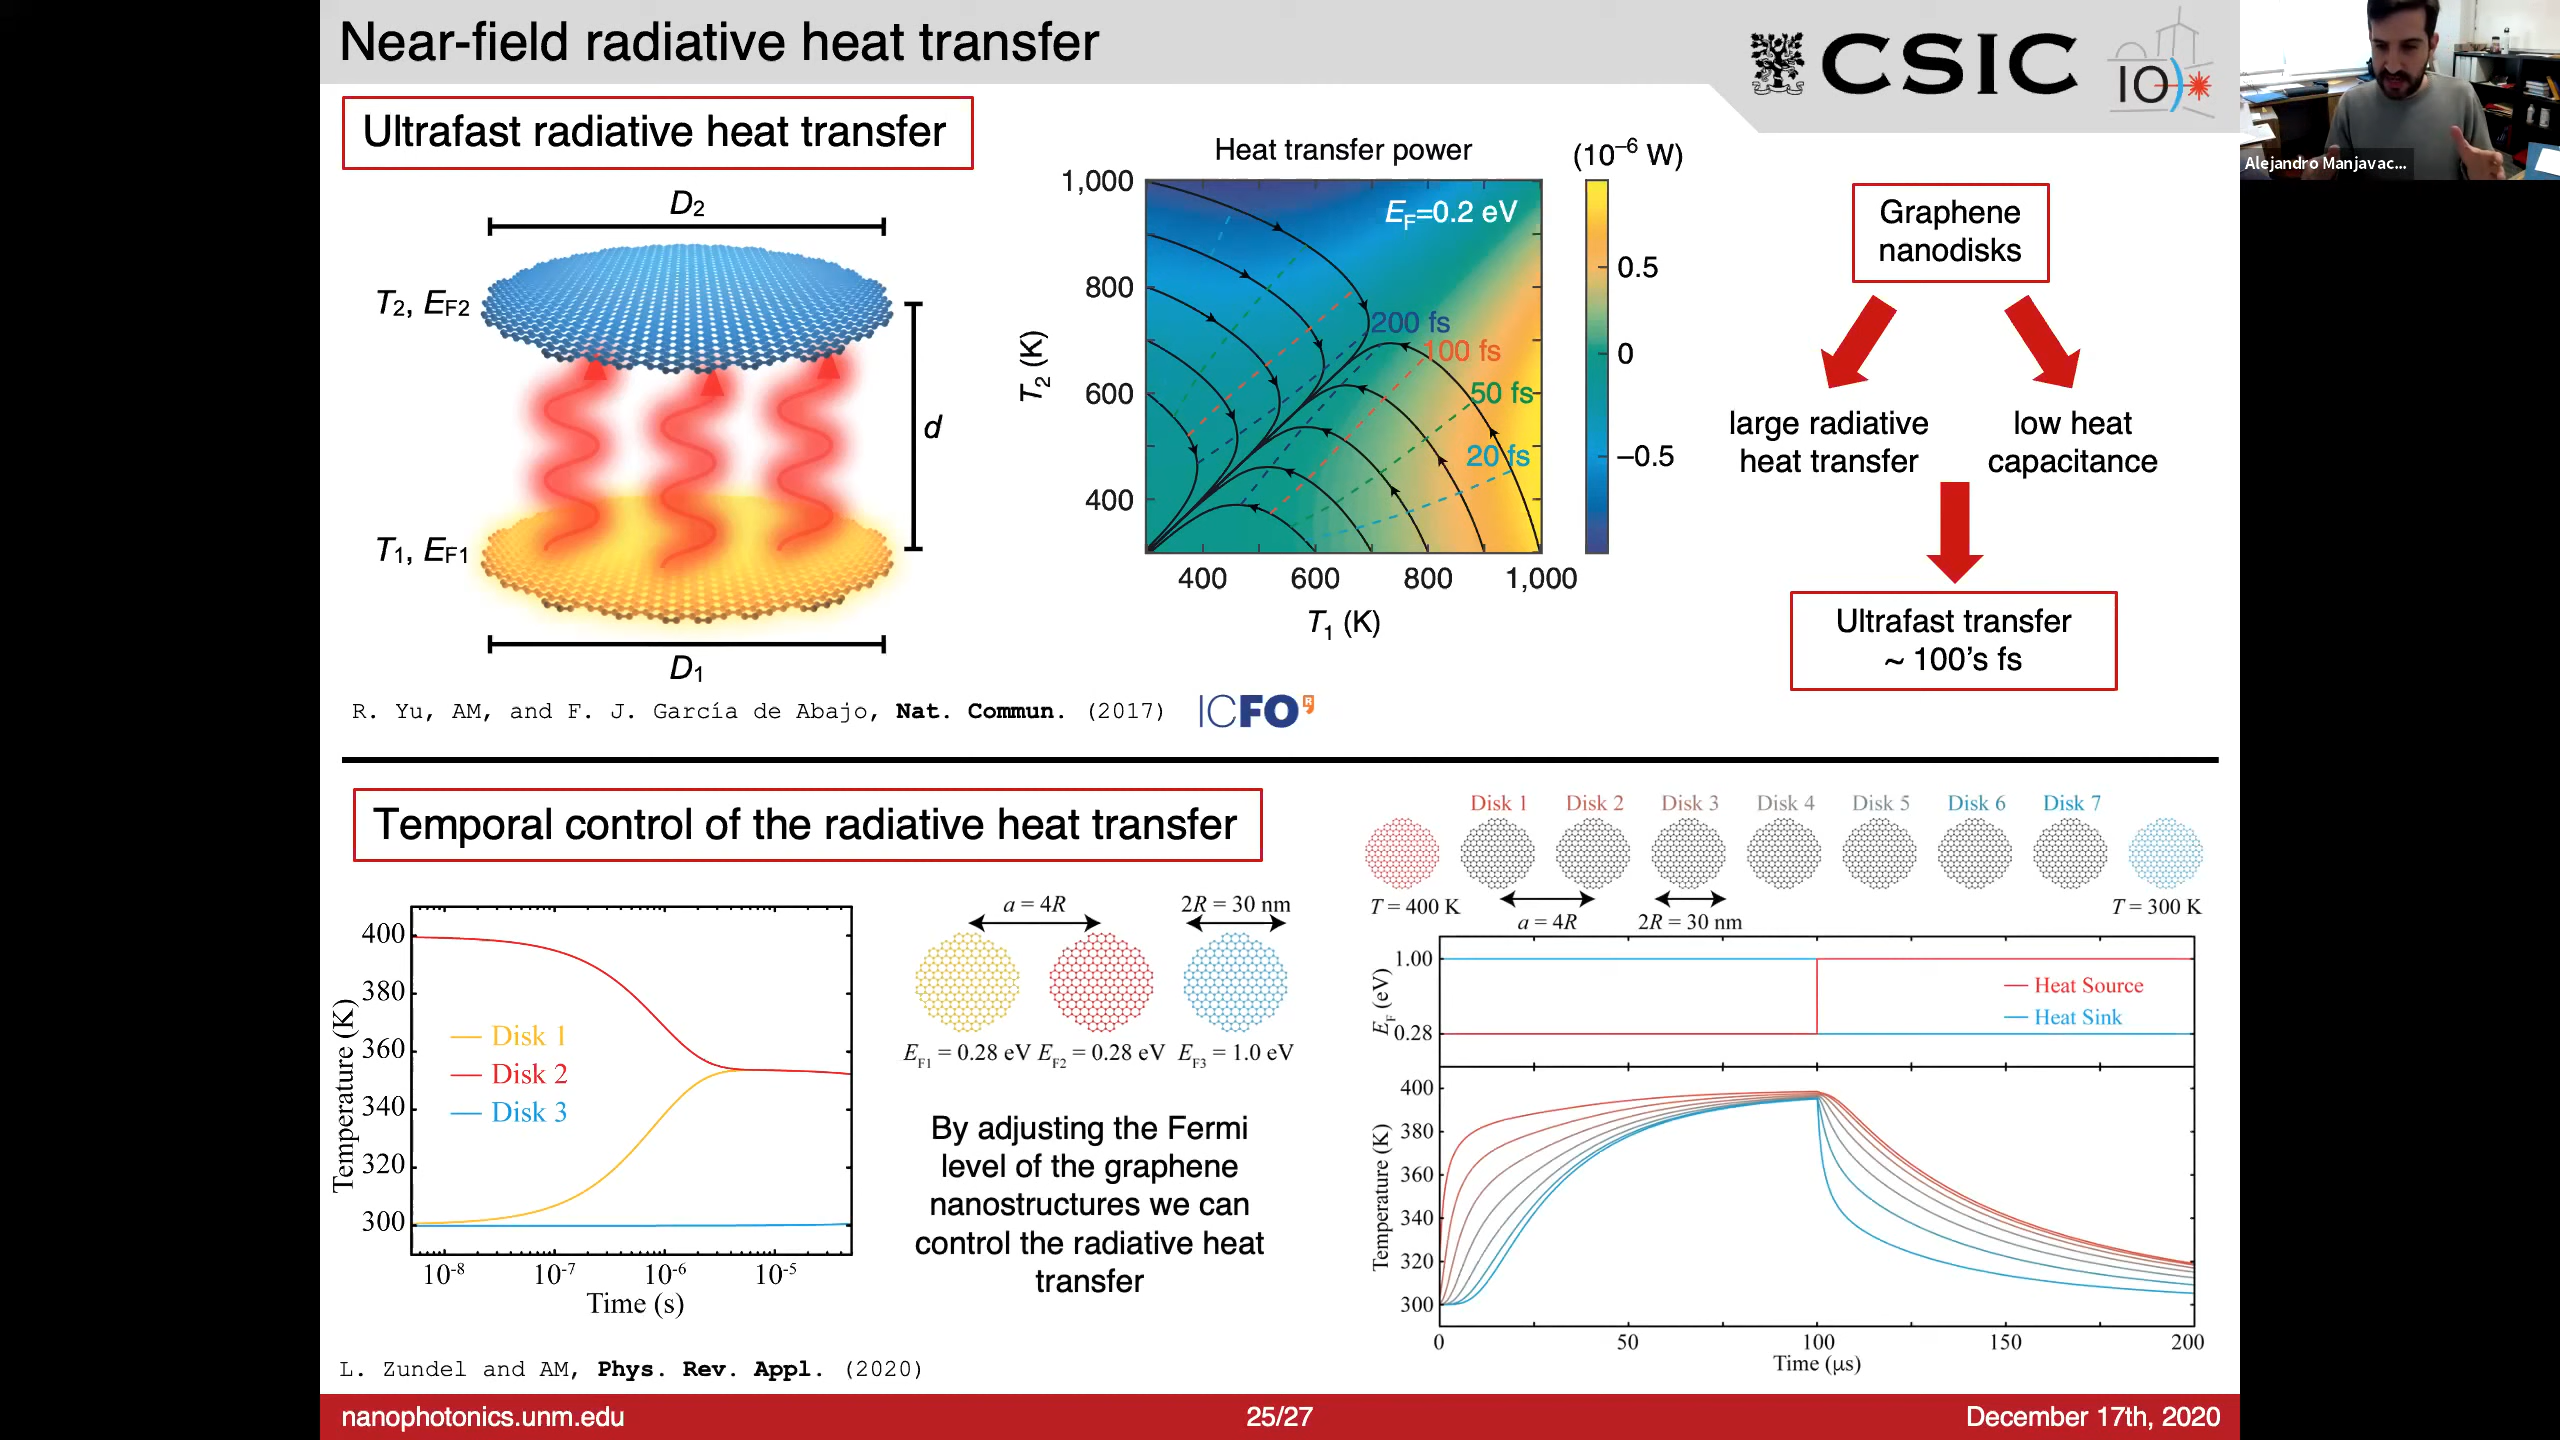 Near-field radiative heat transfer
CSIC
IO
Alejandro Manjavac...
Ultrafast radiative heat transfer
D2
T2, EF2
d
T1, EF1
D1
Heat transfer power
(10–6 W)
EF=0.2 eV
1,000
800
600
400
T2 (K)
200 fs
100 fs
50 fs
20 fs
400 600 800 1,000
T1 (K)
0.5
0
–0.5
Graphene
nanodisks
large radiative
heat transfer
low heat
capacitance
Ultrafast transfer
~ 100's fs
R. Yu, AM, and F. J. García de Abajo, Nat. Commun. (2017)
ICFO R
Temporal control of the radiative heat transfer
400
380
360
340
320
300
Temperature (K)
Disk 1
Disk 2
Disk 3
10-8 10-7 10-6 10-5
Time (s)
a = 4R
2R = 30 nm
EF1 = 0.28 eV EF2 = 0.28 eV EF3 = 1.0 eV
By adjusting the Fermi
level of the graphene
nanostructures we can
control the radiative heat
transfer
Disk 1 Disk 2 Disk 3 Disk 4 Disk 5 Disk 6 Disk 7
T = 400 K
T = 300 K
a = 4R
2R = 30 nm
1.00
0.28
EF (eV)
Heat Source
Heat Sink
400
380
360
340
320
300
Temperature (K)
0 50 100 150 200
Time (μs)
L. Zundel and AM, Phys. Rev. Appl. (2020)
nanophotonics.unm.edu
25/27
December 17th, 2020